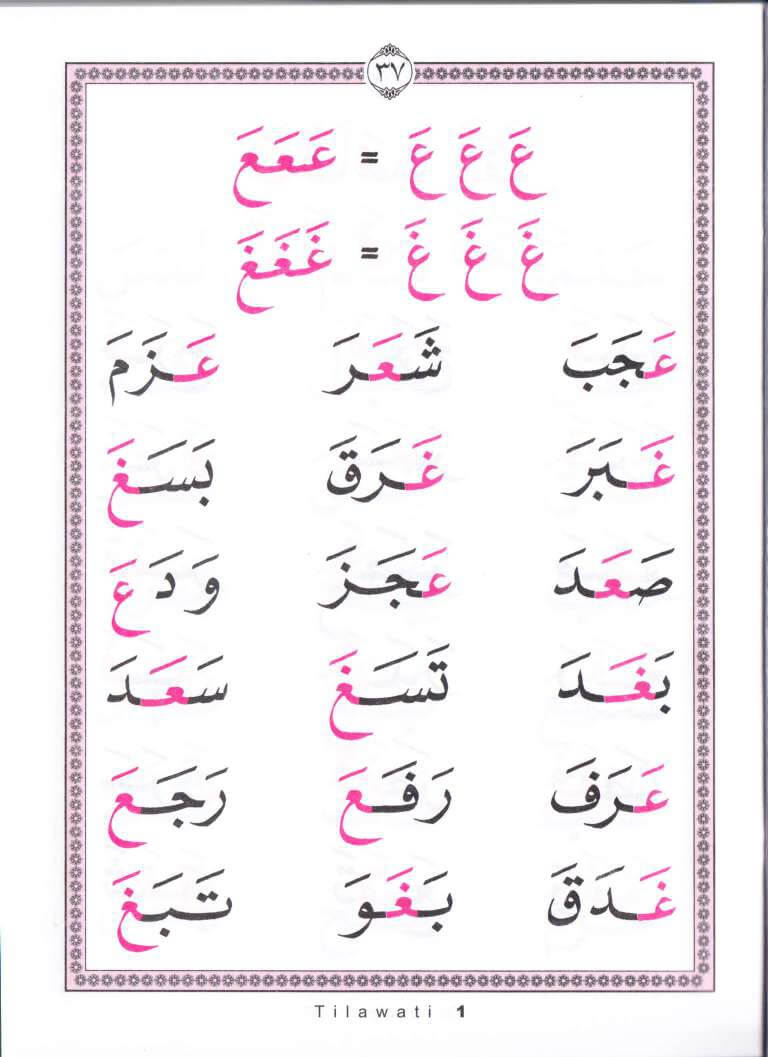 ٣٧
عَ عَ عَ = عَعَعَ
غَ غَ غَ = غَغَغَ
عَجَبَ شَعَرَ عَزَمَ
غَبَرَ غَرَقَ بَسَغَ
صَعَدَ عَجَزَ وَدَعَ
بَغَدَ تَسَغَ سَعَدَ
عَرَفَ رَفَعَ رَجَعَ
غَدَقَ بَغَوَ تَبَغَ
Tilawati 1